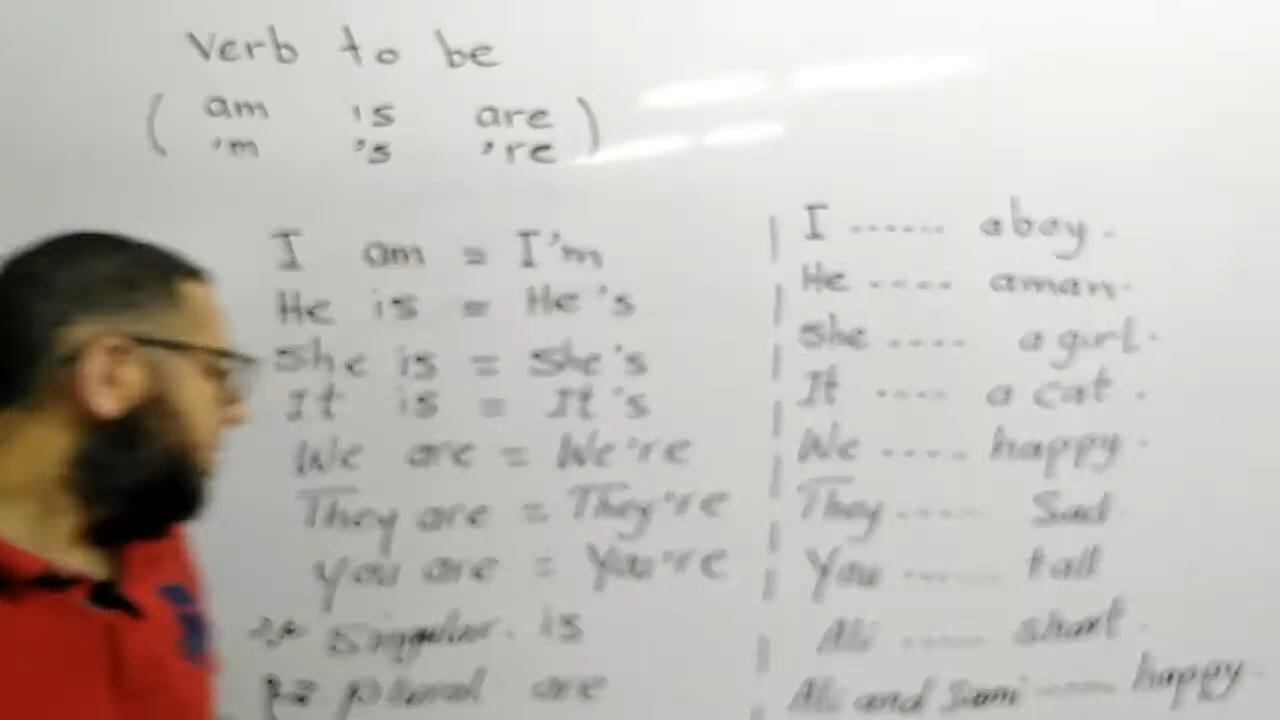 Verb to be
( am is are )
'm 's 're
I am = I'm
He is = He's
She is = She's
It is = It's
We are = We're
They are = They're
You are = You're
Singular. is
plural are
I ...... a boy.
He .... a man.
She .... a girl.
It .... a cat.
We .... happy.
They .... Sad
You ..... tall
Ali ..... short.
Ali and Sami ..... happy.